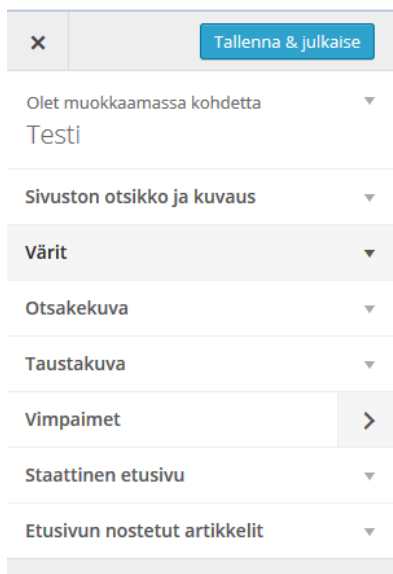 Tallenna & julkaise
Olet muokkaamassa kohdetta
Testi
Sivuston otsikko ja kuvaus
Värit
Otsakekuva
Taustakuva
Vimpaimet
Staattinen etusivu
Etusivun nostetut artikkelit